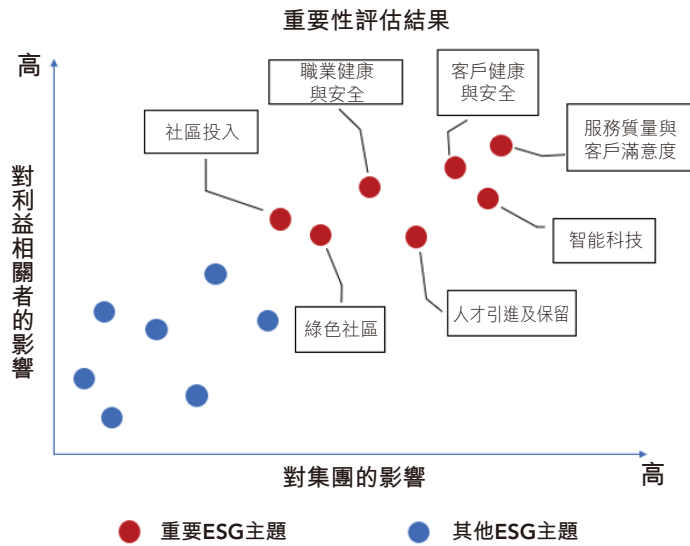 重要性評估結果
高
職業健康
與安全
客戶健康
與安全
社區投入
服務質量與
客戶滿意度
對利益相關者的影響
智能科技
綠色社區
人才引進及保留
對集團的影響
高
重要ESG主題
其他ESG主題